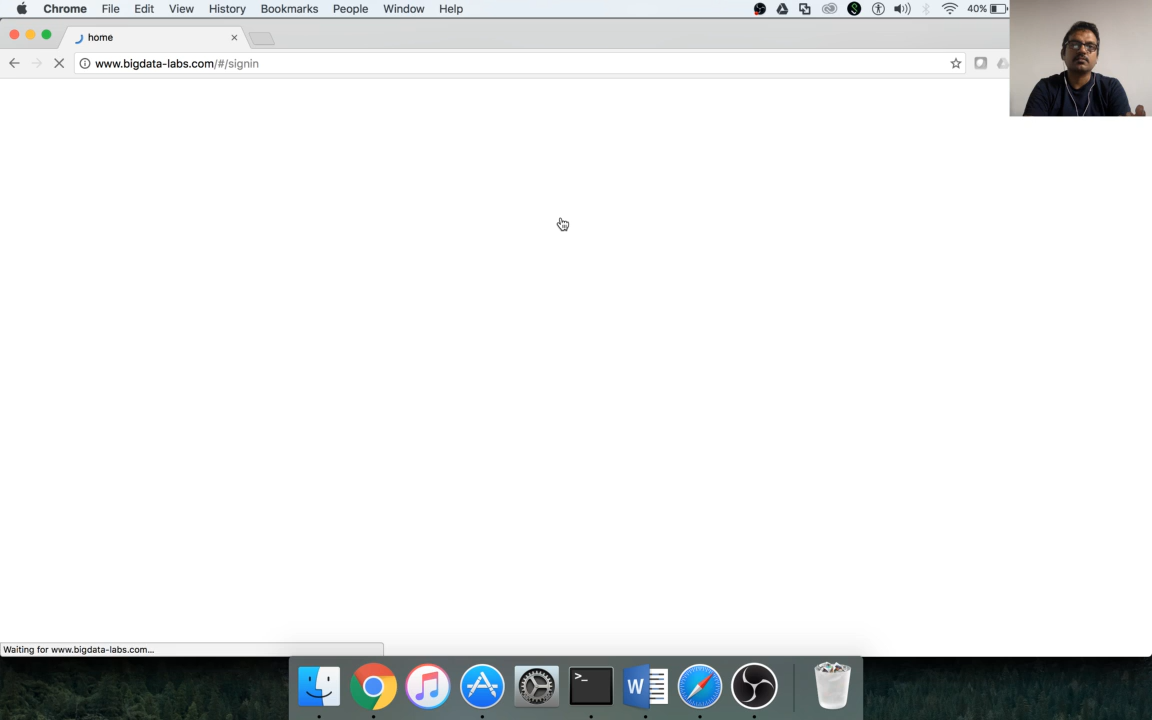 Chrome File Edit View History Bookmarks People Window Help 40%
home
www.bigdata-labs.com/#/signin
Waiting for www.bigdata-labs.com...
>_
W